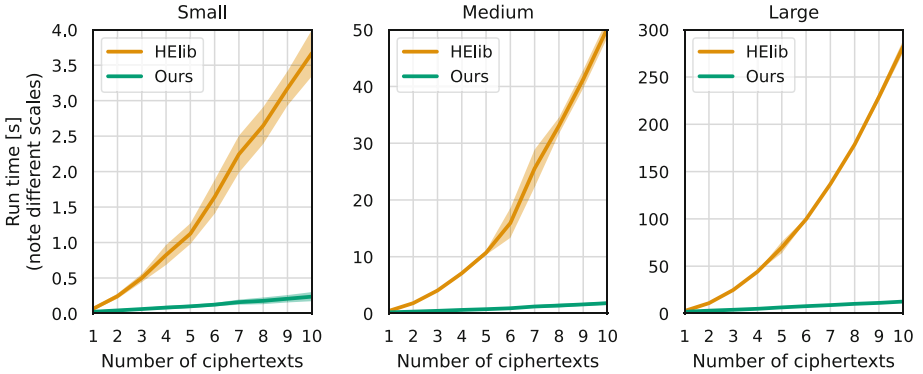 Small
Run time [s]
(note different scales)
4.0
3.5
3.0
2.5
2.0
1.5
1.0
0.5
0.0
HElib
Ours
1 2 3 4 5 6 7 8 9 10
Number of ciphertexts
Medium
50
40
30
20
10
0
HElib
Ours
1 2 3 4 5 6 7 8 9 10
Number of ciphertexts
Large
300
250
200
150
100
50
0
HElib
Ours
1 2 3 4 5 6 7 8 9 10
Number of ciphertexts